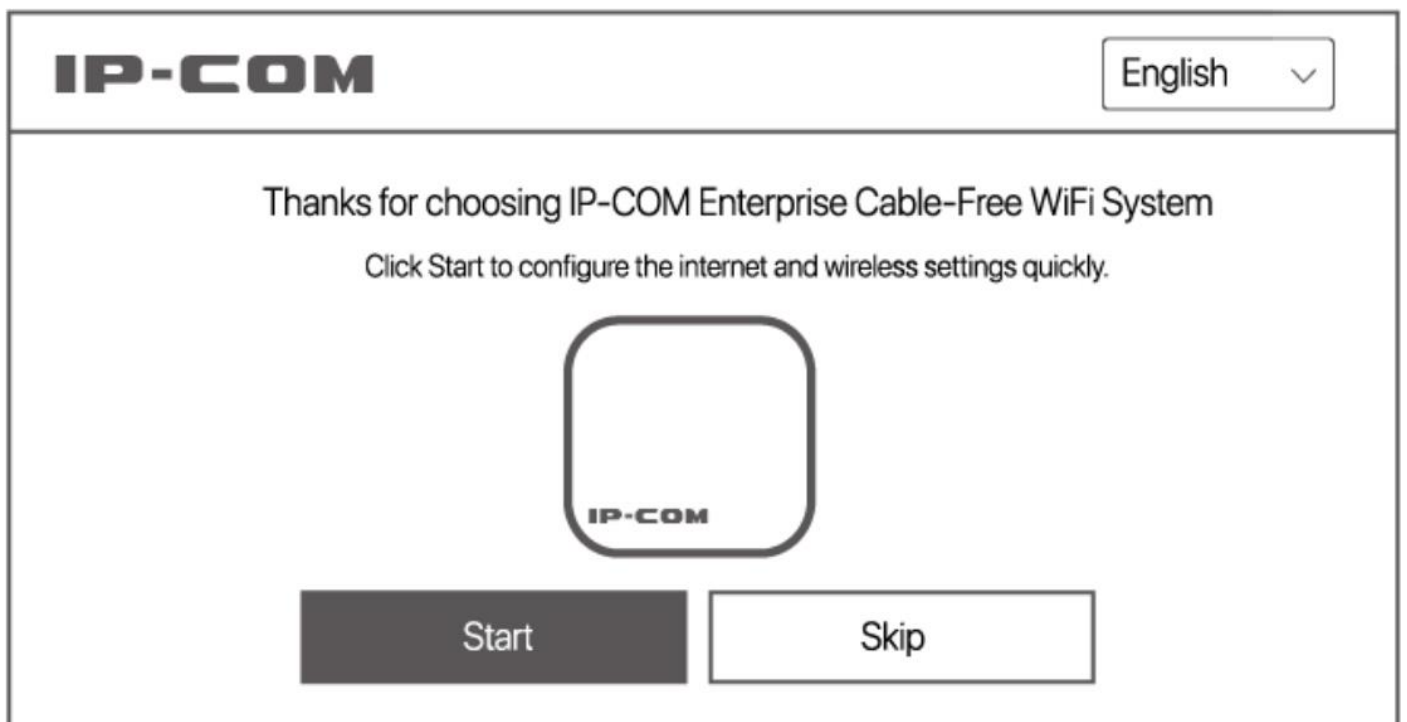 IP-COM
English
Thanks for choosing IP-COM Enterprise Cable-Free WiFi System
Click Start to configure the internet and wireless settings quickly.
IP-COM
Start
Skip